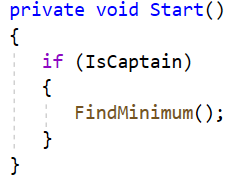 private void Start()
{
    if (IsCaptain)
    {
        FindMinimum();
    }
}